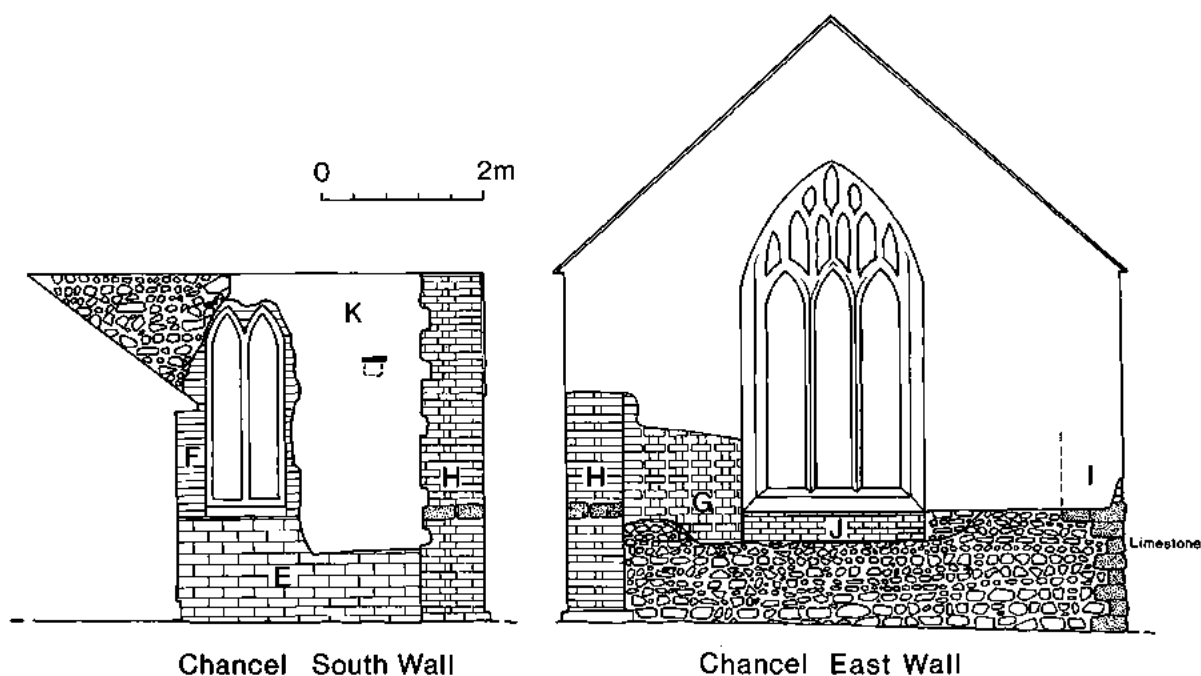 0 2m
K
F
H
H
I
G
J
Limestone
E
Chancel South Wall
Chancel East Wall